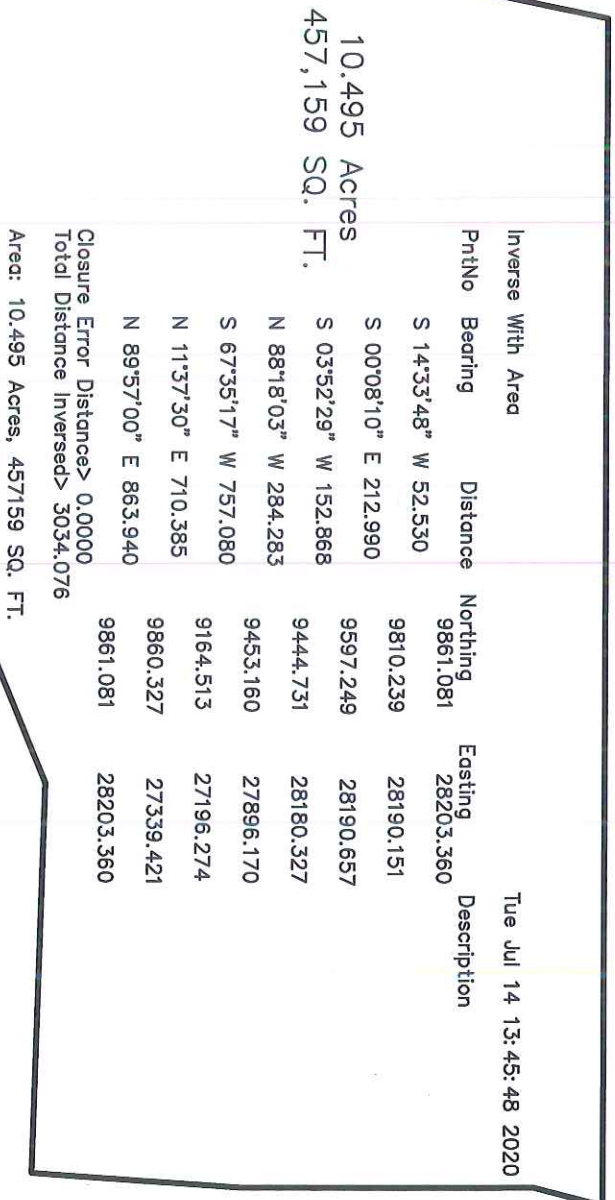 10.495 Acres
457,159 SQ. FT.
Inverse With Area Tue Jul 14 13:45:48 2020
PntNo Bearing Distance Northing Easting Description
9861.081 28203.360
S 14°33'48" W 52.530
9810.239 28190.151
S 00°08'10" E 212.990
9597.249 28190.657
S 03°52'29" W 152.868
9444.731 28180.327
N 88°18'03" W 284.283
9453.160 27896.170
S 67°35'17" W 757.080
9164.513 27196.274
N 11°37'30" E 710.385
9860.327 27339.421
N 89°57'00" E 863.940
9861.081 28203.360
Closure Error Distance> 0.0000
Total Distance Inversed> 3034.076
Area: 10.495 Acres, 457159 SQ. FT.